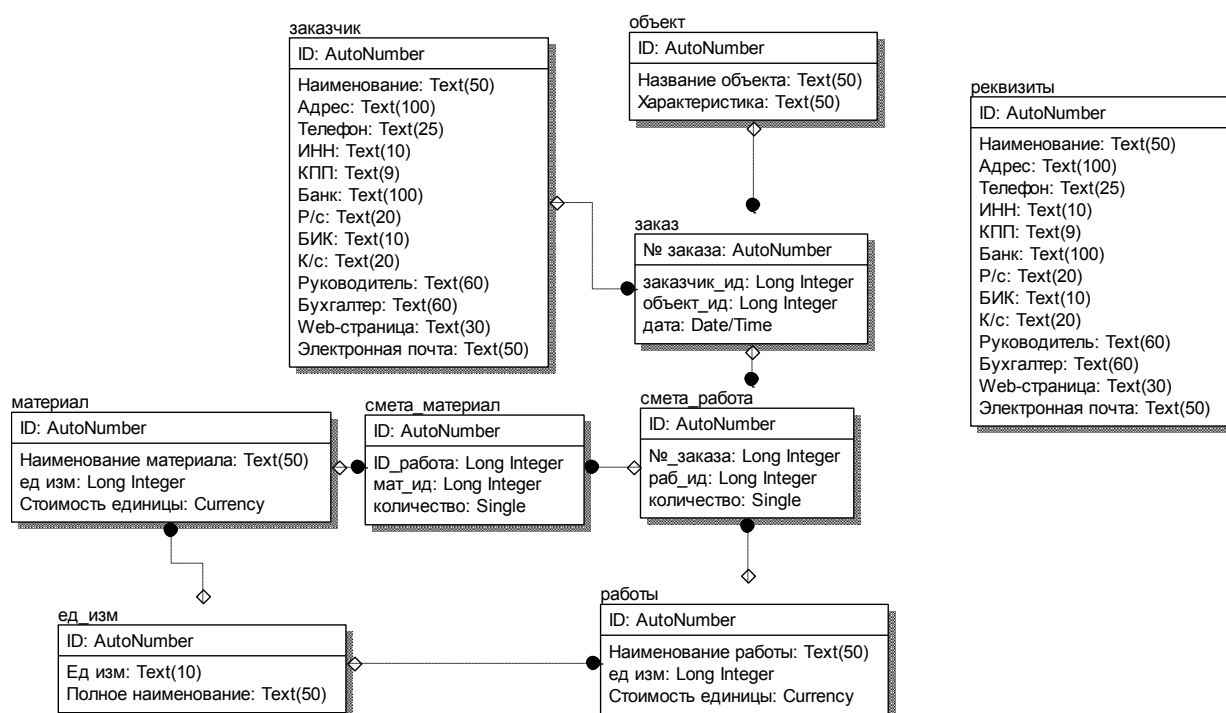 заказчик
ID: AutoNumber
Наименование: Text(50)
Адрес: Text(100)
Телефон: Text(25)
ИНН: Text(10)
КПП: Text(9)
Банк: Text(100)
Р/с: Text(20)
БИК: Text(10)
К/с: Text(20)
Руководитель: Text(60)
Бухгалтер: Text(60)
Web-страница: Text(30)
Электронная почта: Text(50)
объект
ID: AutoNumber
Название объекта: Text(50)
Характеристика: Text(50)
реквизиты
ID: AutoNumber
Наименование: Text(50)
Адрес: Text(100)
Телефон: Text(25)
ИНН: Text(10)
КПП: Text(9)
Банк: Text(100)
Р/с: Text(20)
БИК: Text(10)
К/с: Text(20)
Руководитель: Text(60)
Бухгалтер: Text(60)
Web-страница: Text(30)
Электронная почта: Text(50)
заказ
№ заказа: AutoNumber
заказчик_ид: Long Integer
объект_ид: Long Integer
дата: Date/Time
материал
ID: AutoNumber
Наименование материала: Text(50)
ед изм: Long Integer
Стоимость единицы: Currency
смета_материал
ID: AutoNumber
ID_работа: Long Integer
мат_ид: Long Integer
количество: Single
смета_работа
ID: AutoNumber
№_заказа: Long Integer
раб_ид: Long Integer
количество: Single
ед_изм
ID: AutoNumber
Ед изм: Text(10)
Полное наименование: Text(50)
работы
ID: AutoNumber
Наименование работы: Text(50)
ед изм: Long Integer
Стоимость единицы: Currency